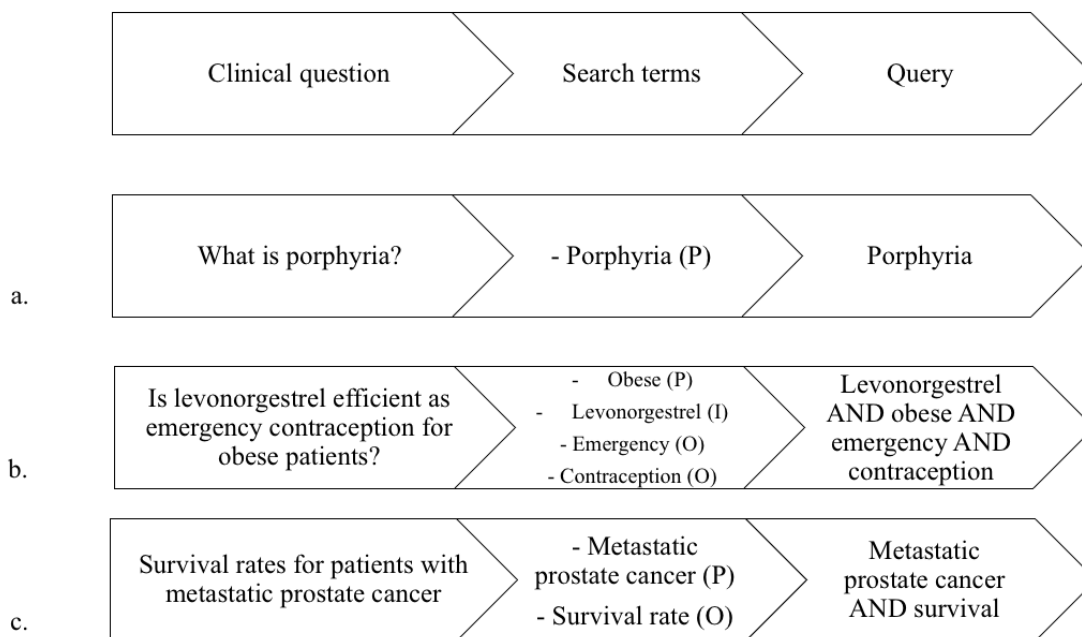 Clinical question
Search terms
Query
What is porphyria?
- Porphyria (P)
Porphyria
a.
Is levonorgestrel efficient as
emergency contraception for
obese patients?
- Obese (P)
- Levonorgestrel (I)
- Emergency (O)
- Contraception (O)
Levonorgestrel
AND obese AND
emergency AND
contraception
b.
Survival rates for patients with
metastatic prostate cancer
- Metastatic
prostate cancer (P)
- Survival rate (O)
Metastatic
prostate cancer
AND survival
c.